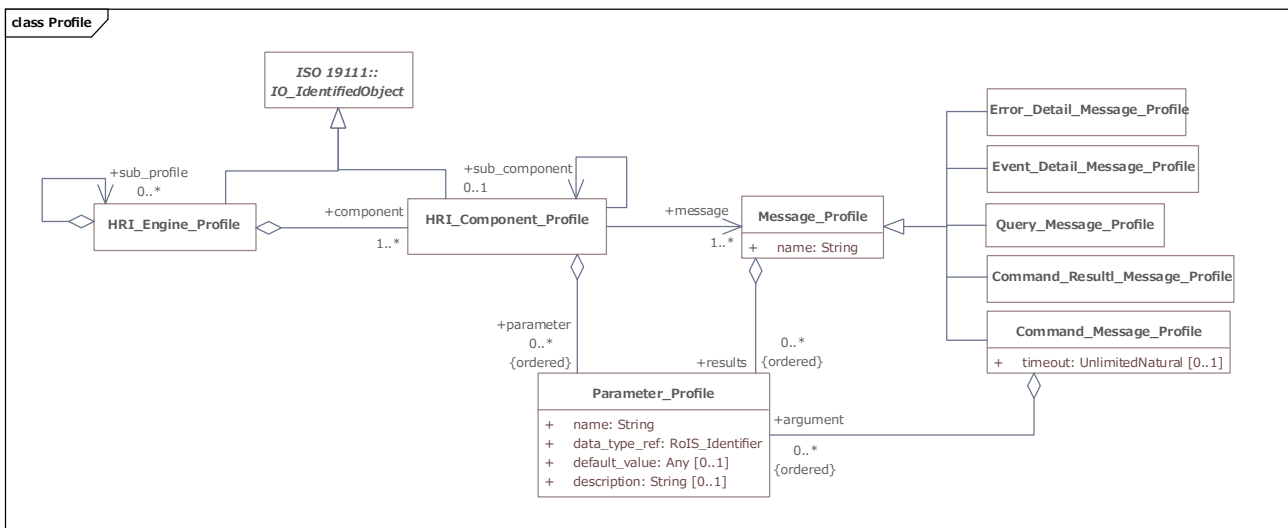 class Profile
ISO 19111::
IO_IdentifiedObject
+sub_profile
0..*
HRI_Engine_Profile
+component
1..*
+sub_component
0..1
HRI_Component_Profile
+message
1..*
Message_Profile
+ name: String
Error_Detail_Message_Profile
Event_Detail_Message_Profile
Query_Message_Profile
Command_Resultl_Message_Profile
Command_Message_Profile
+ timeout: UnlimitedNatural [0..1]
+parameter
0..*
{ordered}
+results
0..*
{ordered}
Parameter_Profile
+ name: String
+ data_type_ref: RoIS_Identifier
+ default_value: Any [0..1]
+ description: String [0..1]
+argument
0..*
{ordered}